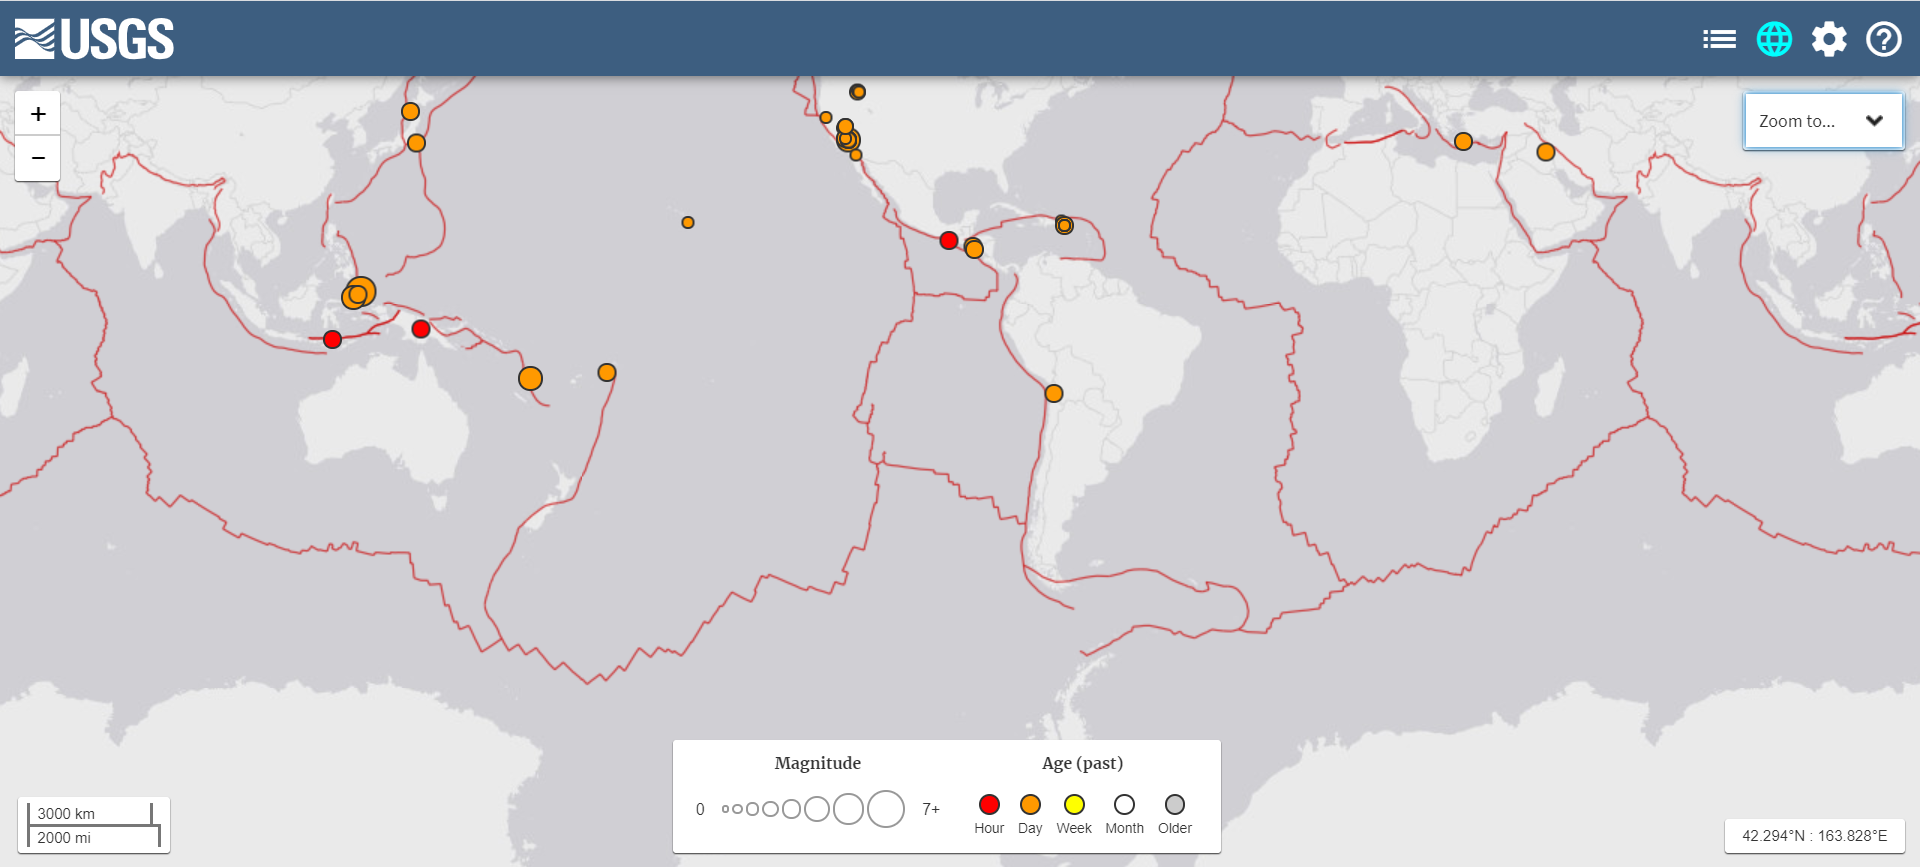 USGS
+
−
Zoom to...
Magnitude
Age (past)
0
7+
Hour
Day
Week
Month
Older
3000 km
2000 mi
42.294°N : 163.828°E